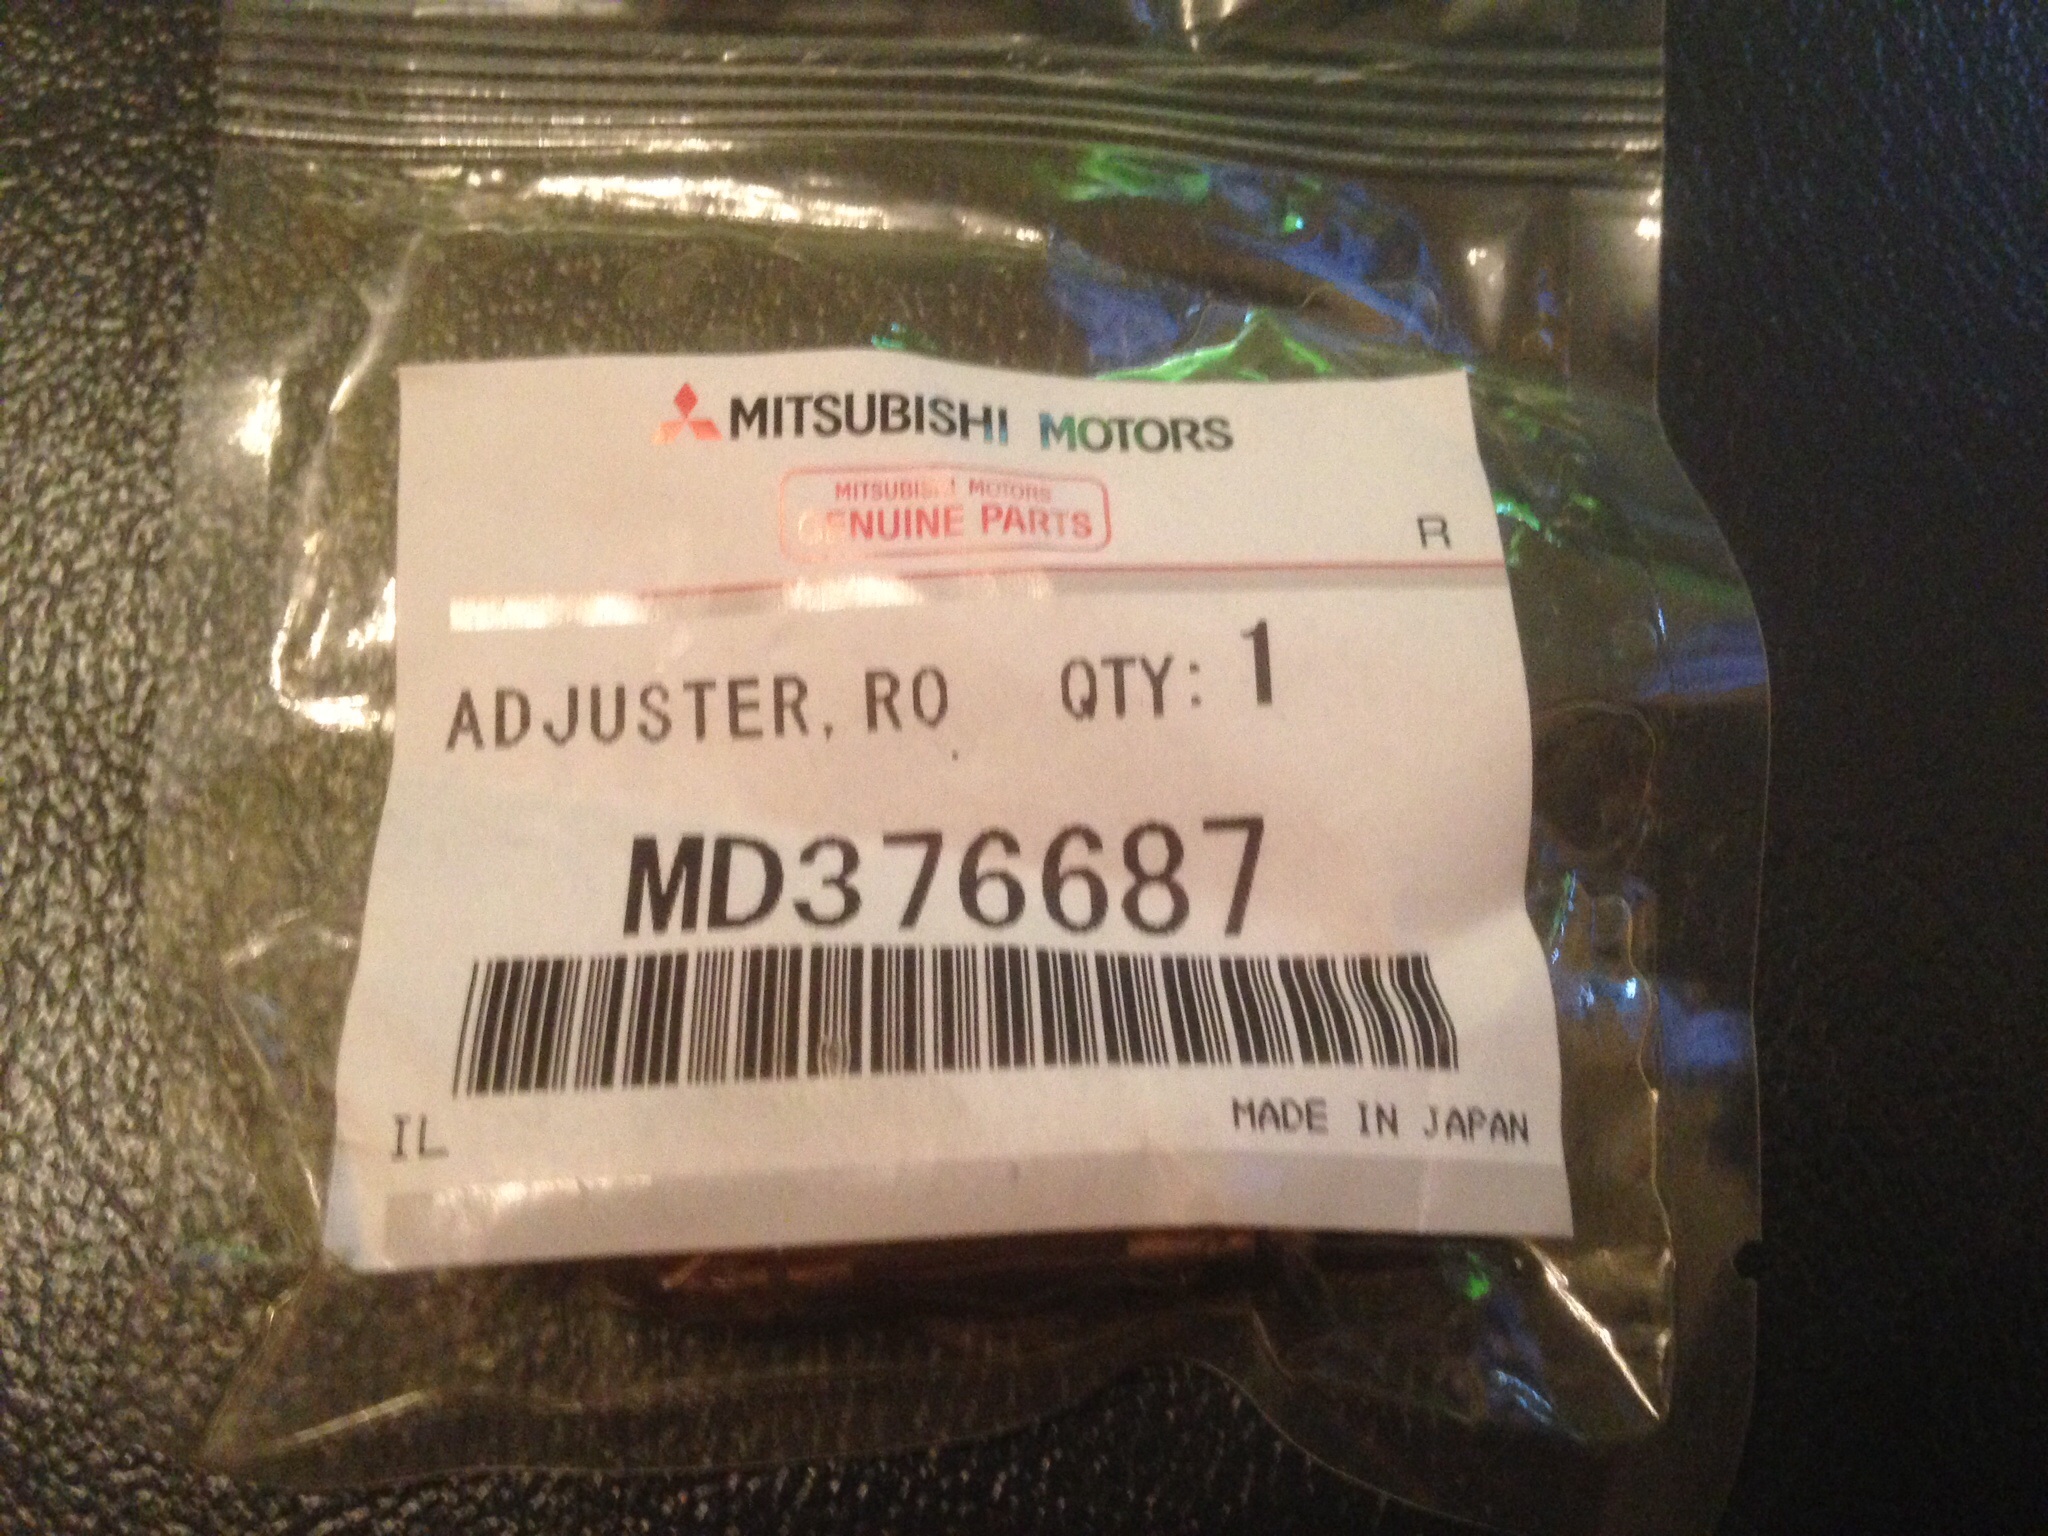 MITSUBISHI MOTORS
MITSUBISHI MOTORS
GENUINE PARTS
R
ADJUSTER, RO QTY: 1
MD376687
IL
MADE IN JAPAN